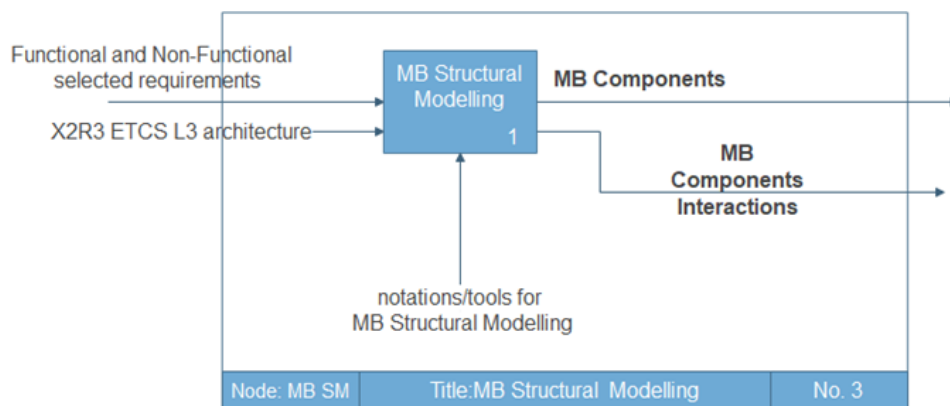 Functional and Non-Functional
selected requirements
X2R3 ETCS L3 architecture
MB Structural
Modelling
1
MB Components
MB
Components
Interactions
notations/tools for
MB Structural Modelling
Node: MB SM
Title:MB Structural Modelling
No. 3